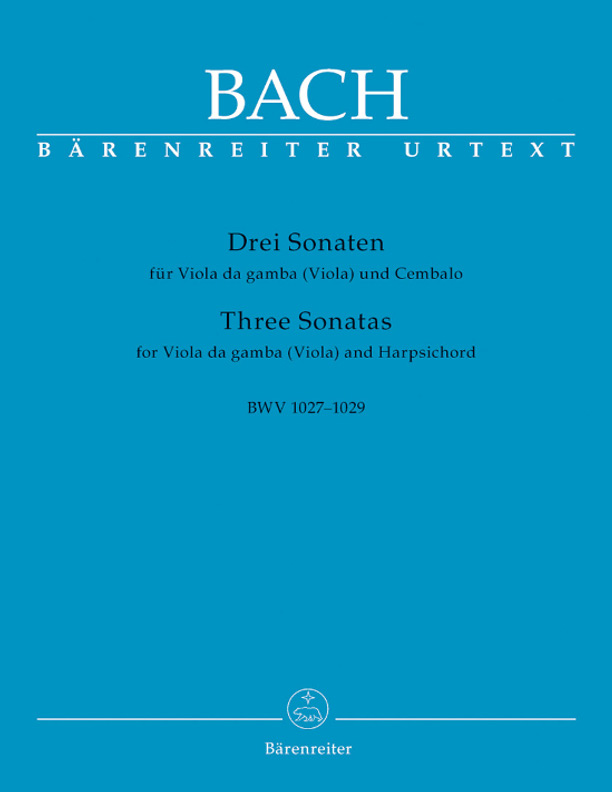 BACH
BÄRENREITER URTEXT
Drei Sonaten
für Viola da gamba (Viola) und Cembalo
Three Sonatas
for Viola da gamba (Viola) and Harpsichord
BWV 1027–1029
Bärenreiter